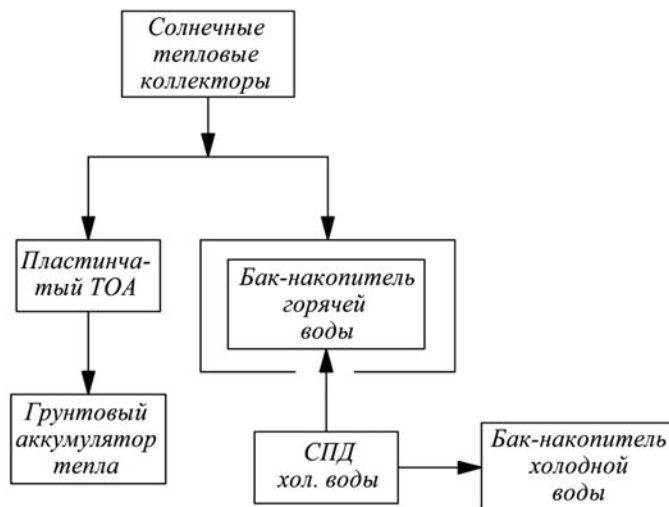 Солнечные
тепловые
коллекторы
Пластинча-
тый ТОА
Бак-накопитель
горячей
воды
Грунтовый
аккумулятор
тепла
СПД
хол. воды
Бак-накопитель
холодной
воды